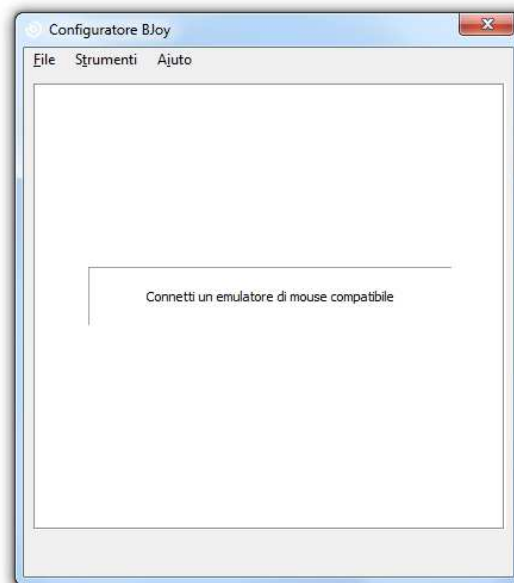 Configuratore BJoy
File Strumenti Aiuto
Connetti un emulatore di mouse compatibile